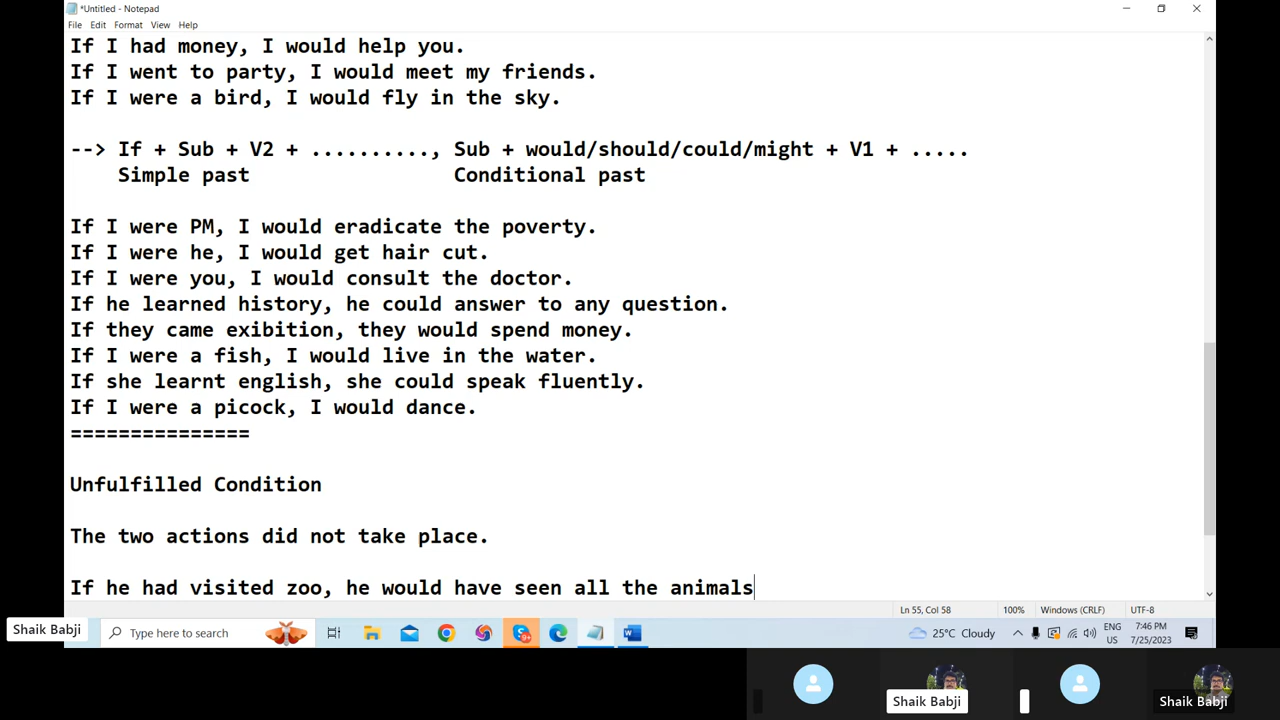 *Untitled - Notepad
File Edit Format View Help
If I had money, I would help you.
If I went to party, I would meet my friends.
If I were a bird, I would fly in the sky.
--> If + Sub + V2 + .........., Sub + would/should/could/might + V1 + .....
Simple past Conditional past
If I were PM, I would eradicate the poverty.
If I were he, I would get hair cut.
If I were you, I would consult the doctor.
If he learned history, he could answer to any question.
If they came exibition, they would spend money.
If I were a fish, I would live in the water.
If she learnt english, she could speak fluently.
If I were a picock, I would dance.
===============
Unfulfilled Condition
The two actions did not take place.
If he had visited zoo, he would have seen all the animals
Ln 55, Col 58 100% Windows (CRLF) UTF-8
Shaik Babji
Type here to search
25°C Cloudy
ENG
US
7:46 PM
7/25/2023
Shaik Babji
Shaik Babji